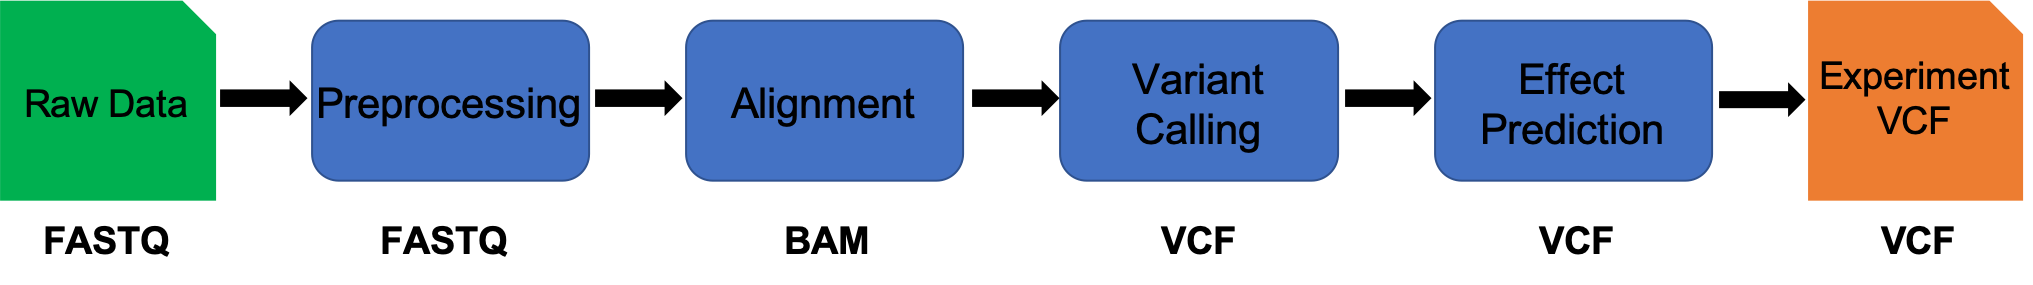 Raw Data
Preprocessing
Alignment
Variant
Calling
Effect
Prediction
Experiment
VCF
FASTQ
FASTQ
BAM
VCF
VCF
VCF